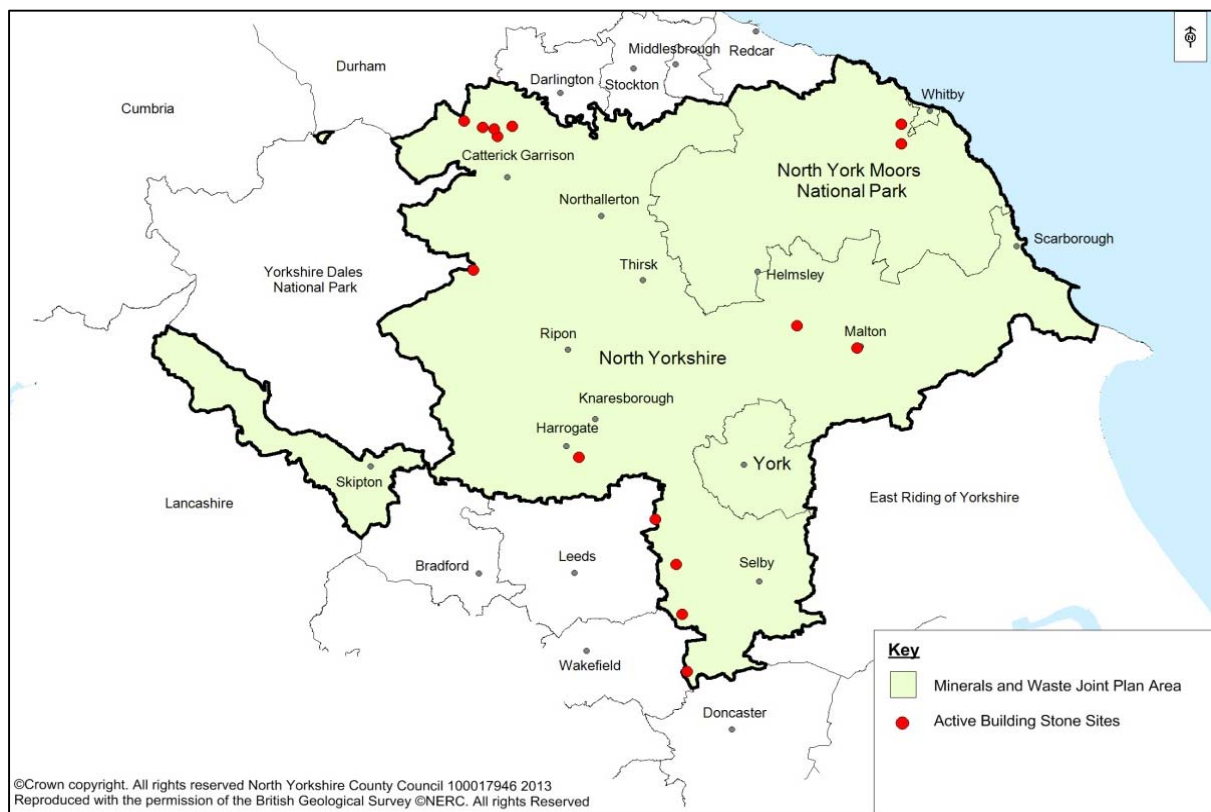 Middlesbrough
Redcar
Durham
Darlington
Stockton
Cumbria
Whitby
Catterick Garrison
North York Moors
National Park
Northallerton
Scarborough
Yorkshire Dales
National Park
Thirsk
Helmsley
Ripon
North Yorkshire
Malton
Knaresborough
Harrogate
York
Skipton
Lancashire
East Riding of Yorkshire
Bradford
Leeds
Selby
Wakefield
Doncaster
N
Key
Minerals and Waste Joint Plan Area
Active Building Stone Sites
©Crown copyright. All rights reserved North Yorkshire County Council 100017946 2013
Reproduced with the permission of the British Geological Survey ©NERC. All rights Reserved